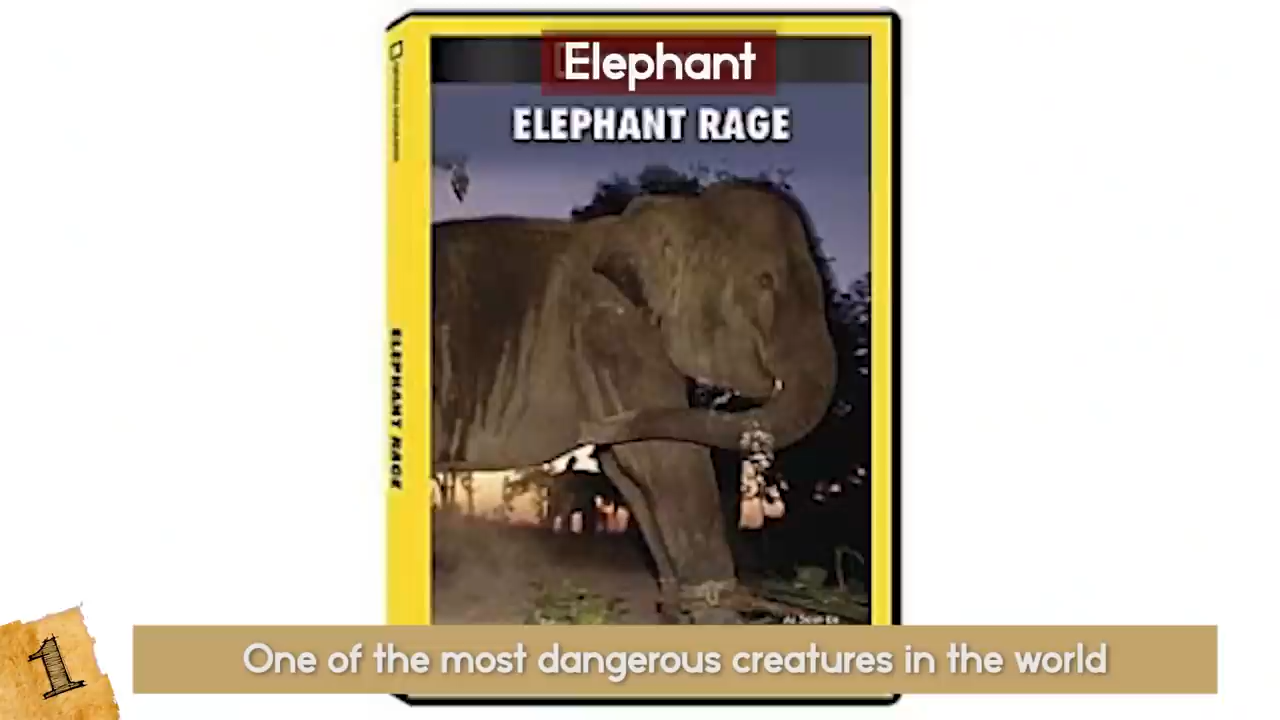 Elephant
ELEPHANT RAGE
ELEPHANT RAGE
1
One of the most dangerous creatures in the world